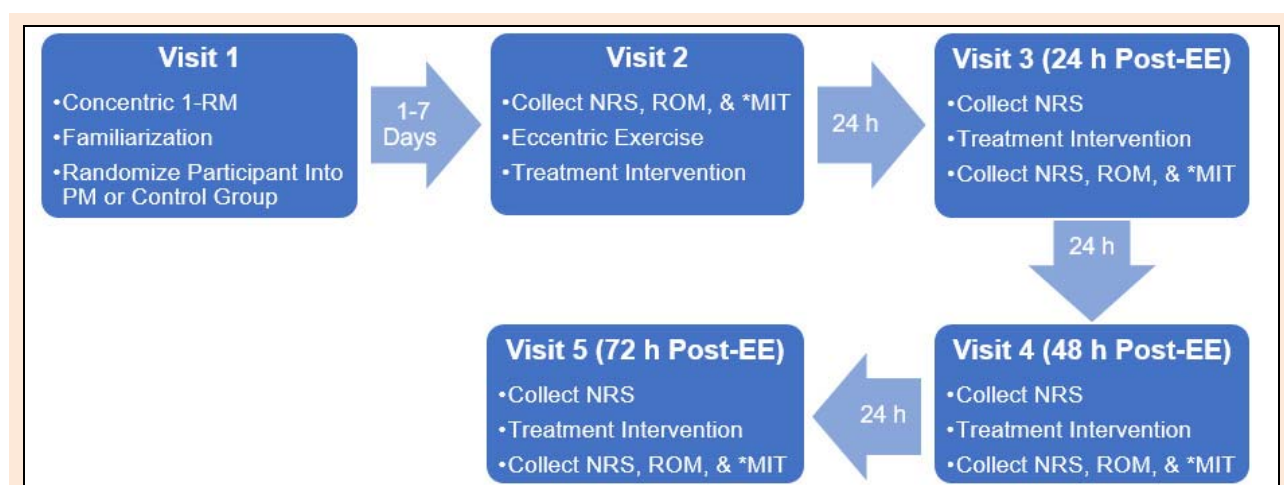 Visit 1
•Concentric 1-RM
•Familiarization
•Randomize Participant Into
PM or Control Group
1-7
Days
Visit 2
•Collect NRS, ROM, & *MIT
•Eccentric Exercise
•Treatment Intervention
24 h
Visit 3 (24 h Post-EE)
•Collect NRS
•Treatment Intervention
•Collect NRS, ROM, & *MIT
24 h
Visit 4 (48 h Post-EE)
•Collect NRS
•Treatment Intervention
•Collect NRS, ROM, & *MIT
24 h
Visit 5 (72 h Post-EE)
•Collect NRS
•Treatment Intervention
•Collect NRS, ROM, & *MIT